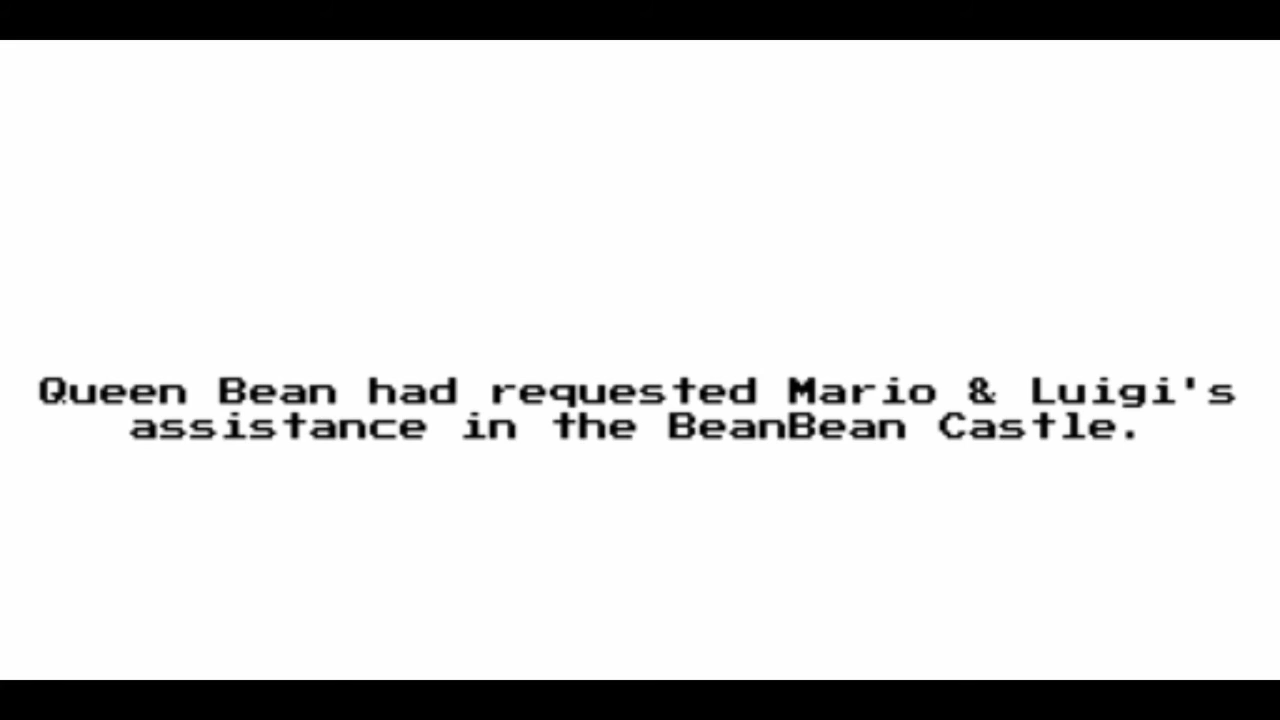 Queen Bean had requested Mario & Luigi's
assistance in the BeanBean Castle.